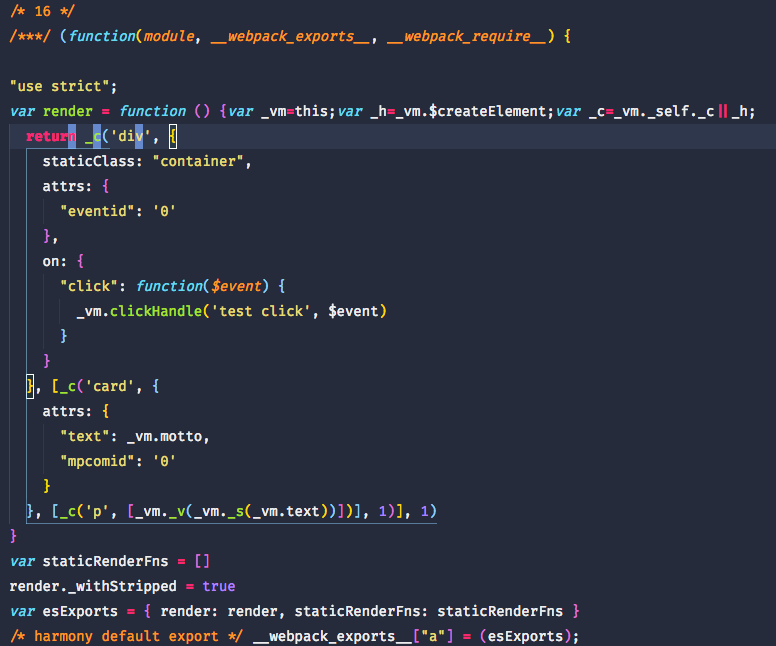 /* 16 */
/***/ (function(module, __webpack_exports__, __webpack_require__) {
"use strict";
var render = function () {var _vm=this;var _h=_vm.$createElement;var _c=_vm._self._c||_h;
  return _c('div', {
    staticClass: "container",
    attrs: {
      "eventid": '0'
    },
    on: {
      "click": function($event) {
        _vm.clickHandle('test click', $event)
      }
    }
  }, [_c('card', {
    attrs: {
      "text": _vm.motto,
      "mpcomid": '0'
    }
  }, [_c('p', [_vm._v(_vm._s(_vm.text))])], 1)], 1)
}
var staticRenderFns = []
render._withStripped = true
var esExports = { render: render, staticRenderFns: staticRenderFns }
/* harmony default export */ __webpack_exports__["a"] = (esExports);